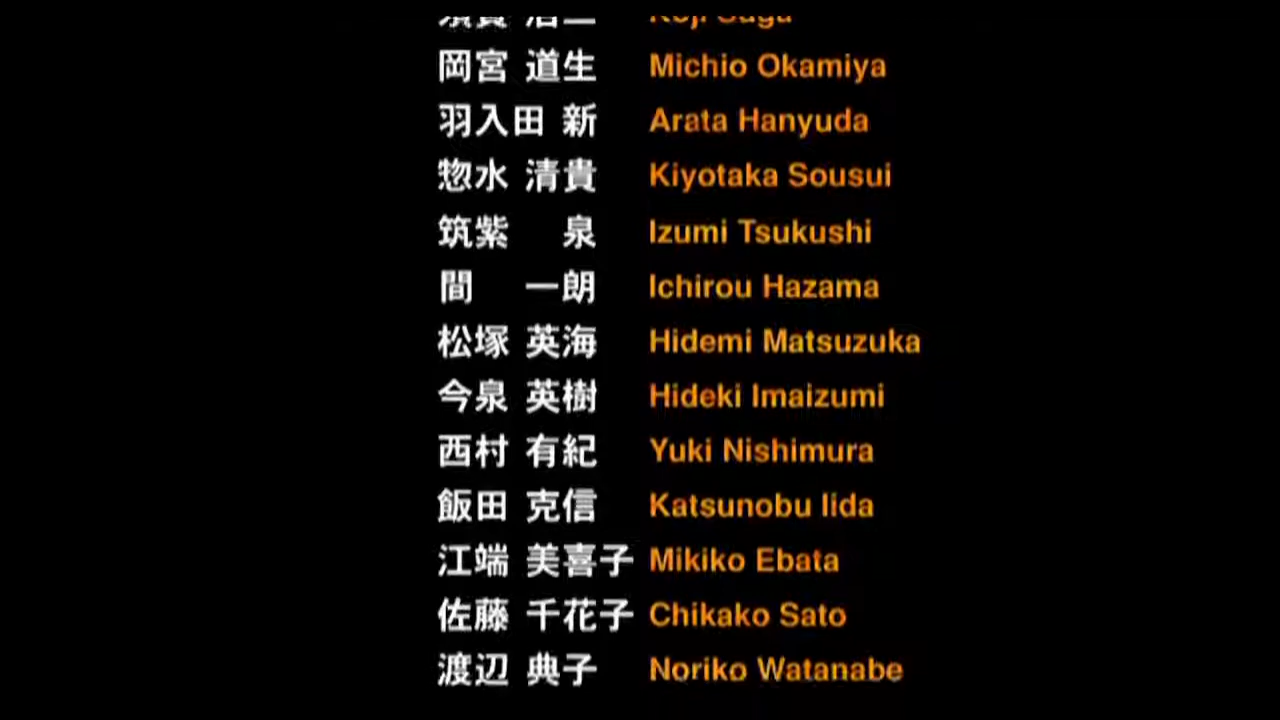 岡宮 道生 Michio Okamiya
羽入田 新 Arata Hanyuda
惣水 清貴 Kiyotaka Sousui
筑紫 泉 Izumi Tsukushi
間 一朗 Ichirou Hazama
松塚 英海 Hidemi Matsuzuka
今泉 英樹 Hideki Imaizumi
西村 有紀 Yuki Nishimura
飯田 克信 Katsunobu Iida
江端 美喜子 Mikiko Ebata
佐藤 千花子 Chikako Sato
渡辺 典子 Noriko Watanabe